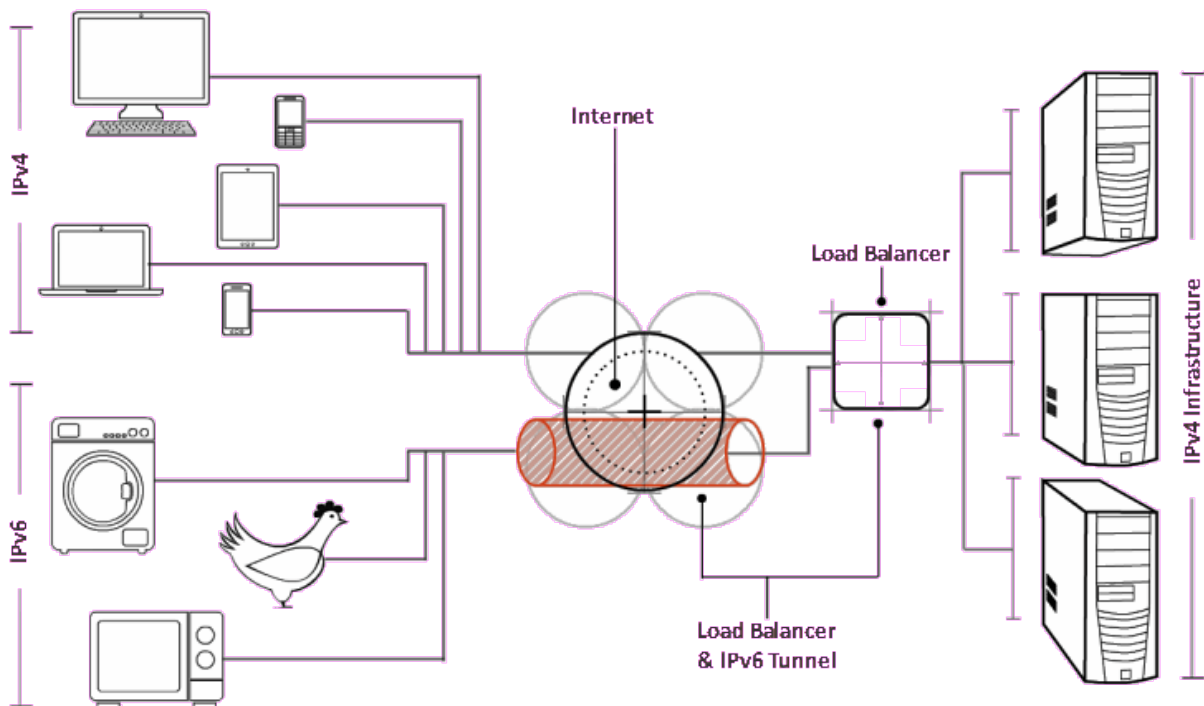 IPv4
Internet
Load Balancer
IPv4 Infrastructure
IPv6
Load Balancer
& IPv6 Tunnel